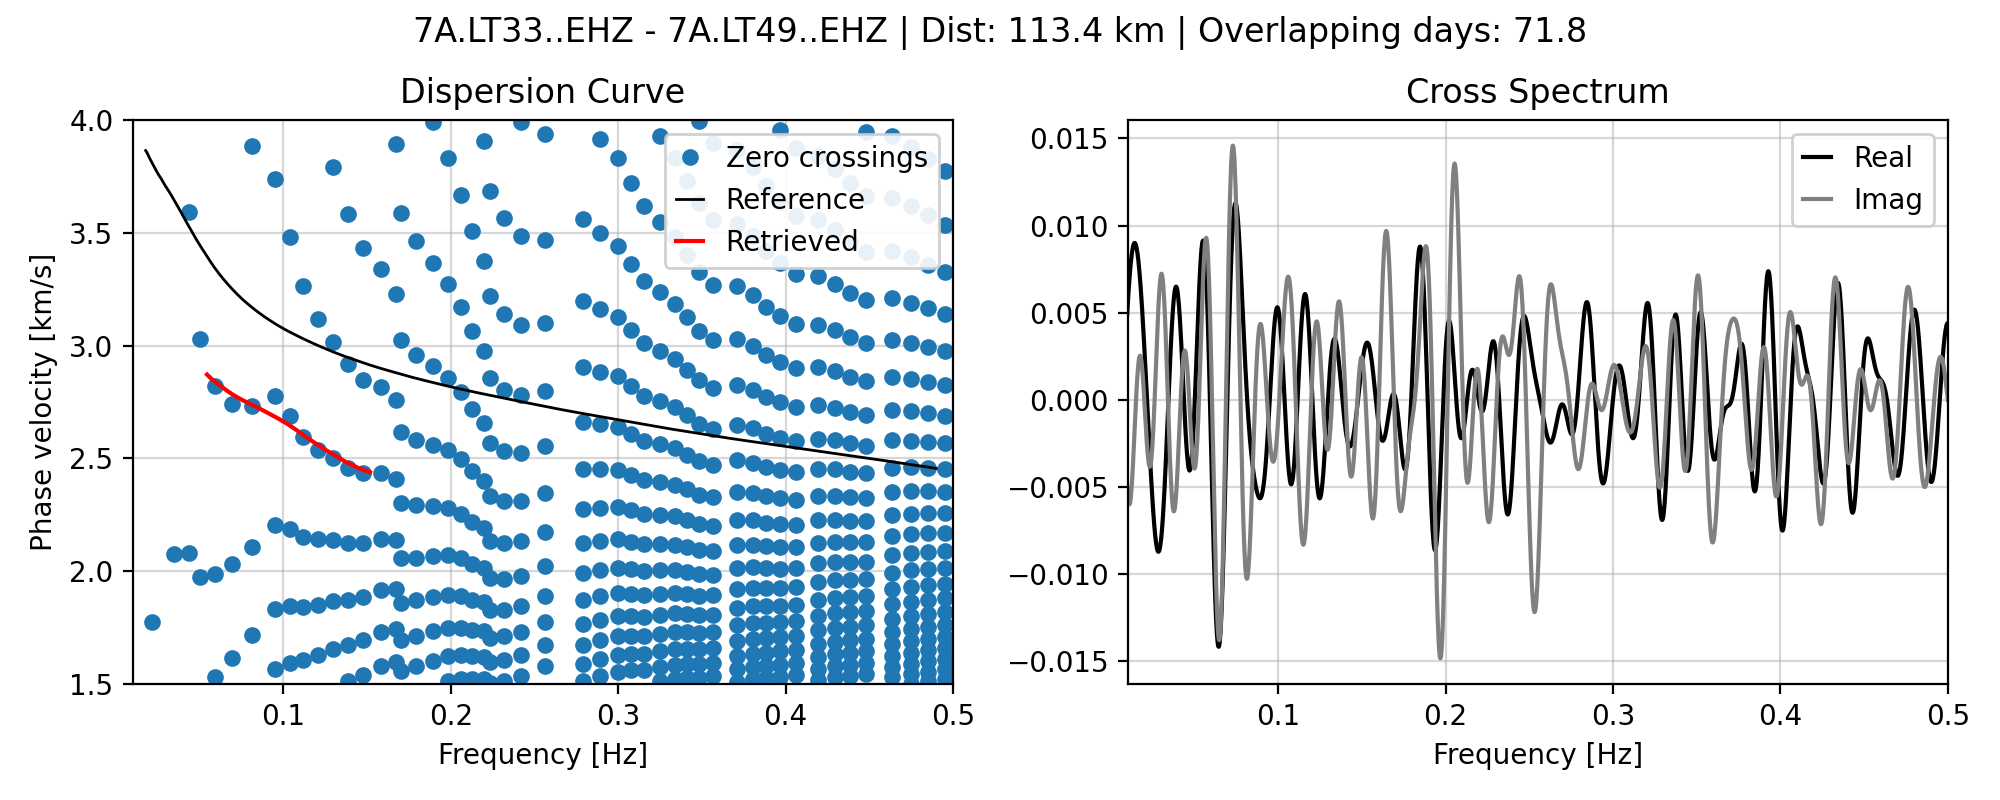 7A.LT33..EHZ - 7A.LT49..EHZ | Dist: 113.4 km | Overlapping days: 71.8
Dispersion Curve
4.0
3.5
3.0
2.5
2.0
1.5
Phase velocity [km/s]
0.1
0.2
0.3
0.4
0.5
Frequency [Hz]
Zero crossings
Reference
Retrieved
Cross Spectrum
0.015
0.010
0.005
0.000
−0.005
−0.010
−0.015
0.1
0.2
0.3
0.4
0.5
Frequency [Hz]
Real
Imag